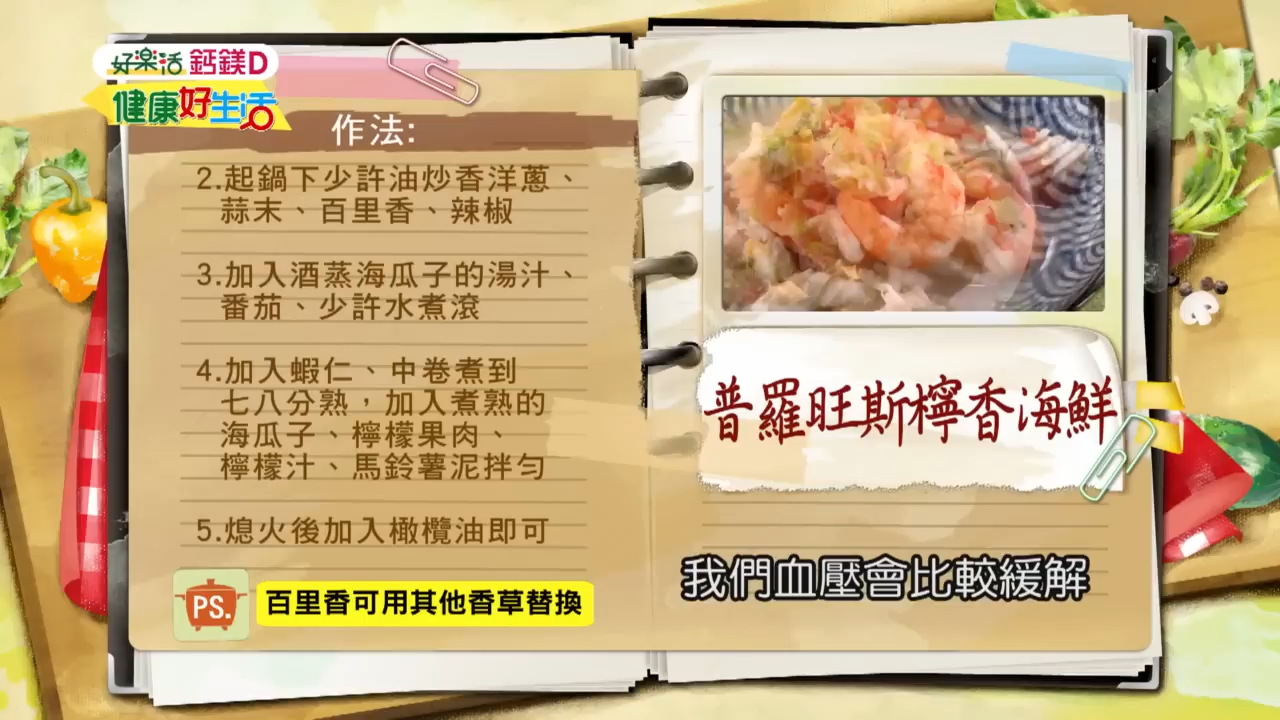 好樂活 鈣鎂D
健康好生活
作法:
2.起鍋下少許油炒香洋蔥、
蒜末、百里香、辣椒
3.加入酒蒸海瓜子的湯汁、
番茄、少許水煮滾
4.加入蝦仁、中卷煮到
七八分熟，加入煮熟的
海瓜子、檸檬果肉、
檸檬汁、馬鈴薯泥拌勻
5.熄火後加入橄欖油即可
PS.
百里香可用其他香草替換
普羅旺斯檸香海鮮
我們血壓會比較緩解